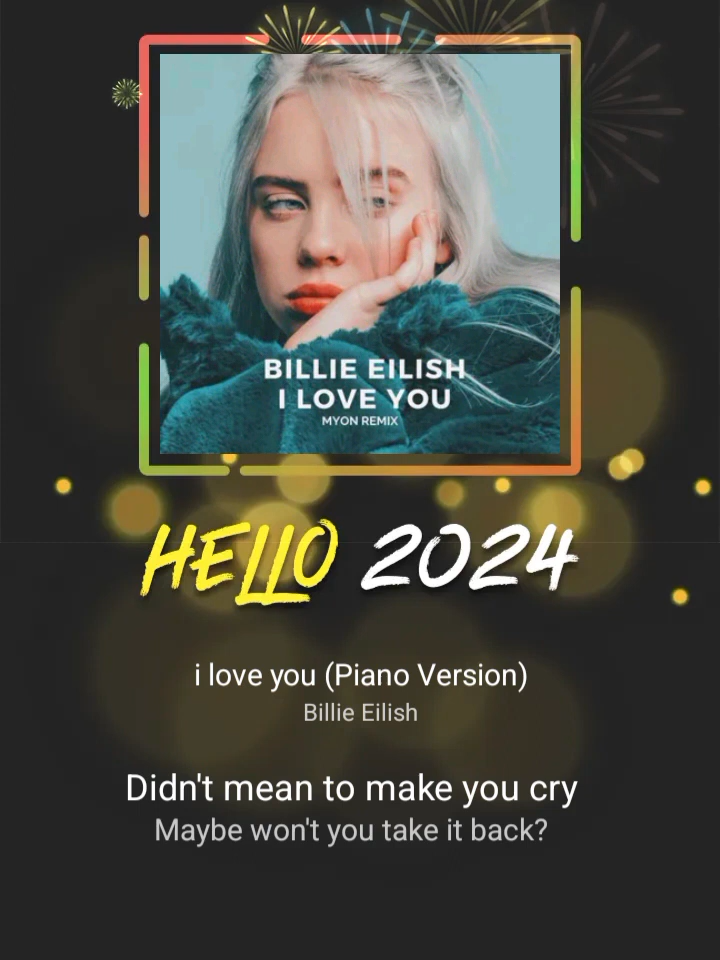 BILLIE EILISH
I LOVE YOU
MYON REMIX
HELLO 2024
i love you (Piano Version)
Billie Eilish
Didn't mean to make you cry
Maybe won't you take it back?